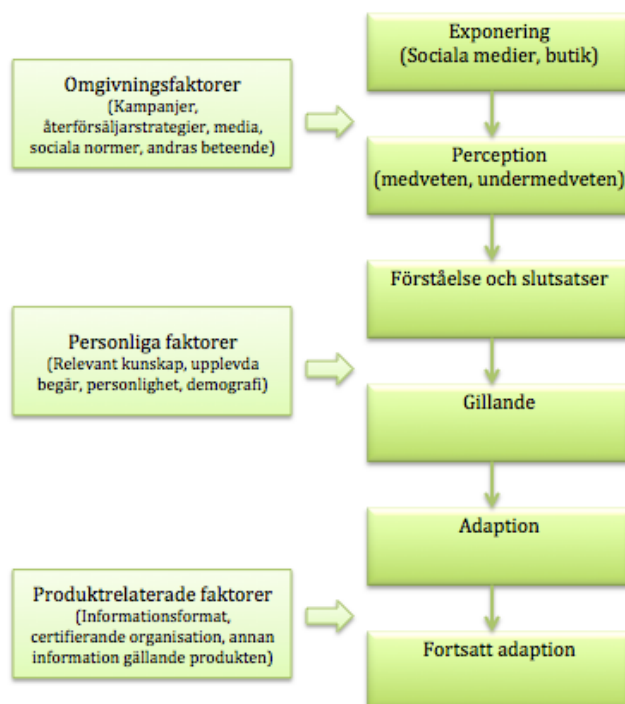 Exponering
(Sociala medier, butik)
Omgivningsfaktorer
(Kampanjer,
återförsäljarstrategier, media,
sociala normer, andras beteende)
Perception
(medveten, undermedveten)
Förståelse och slutsatser
Personliga faktorer
(Relevant kunskap, upplevda
begär, personlighet, demografi)
Gillande
Adaption
Produktrelaterade faktorer
(Informationsformat,
certifierande organisation, annan
information gällande produkten)
Fortsatt adaption